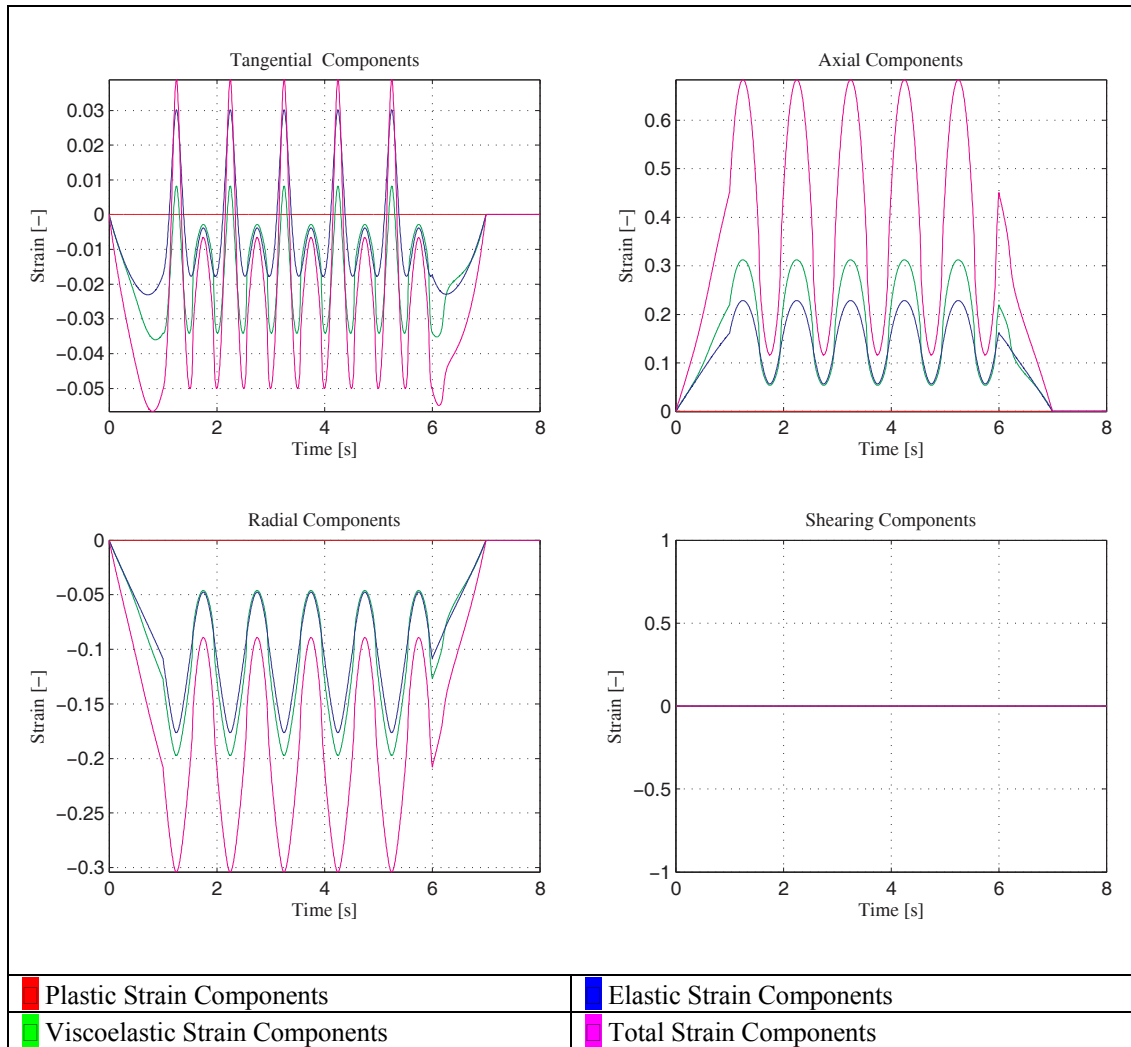 Tangential Components
0.03
0.02
0.01
0
−0.01
−0.02
−0.03
−0.04
−0.05
0 2 4 6 8
Strain [−]
Time [s]
Axial Components
0.6
0.5
0.4
0.3
0.2
0.1
0
0 2 4 6 8
Strain [−]
Time [s]
Radial Components
0
−0.05
−0.1
−0.15
−0.2
−0.25
−0.3
0 2 4 6 8
Strain [−]
Time [s]
Shearing Components
1
0.5
0
−0.5
−1
0 2 4 6 8
Strain [−]
Time [s]
Plastic Strain Components
Elastic Strain Components
Viscoelastic Strain Components
Total Strain Components